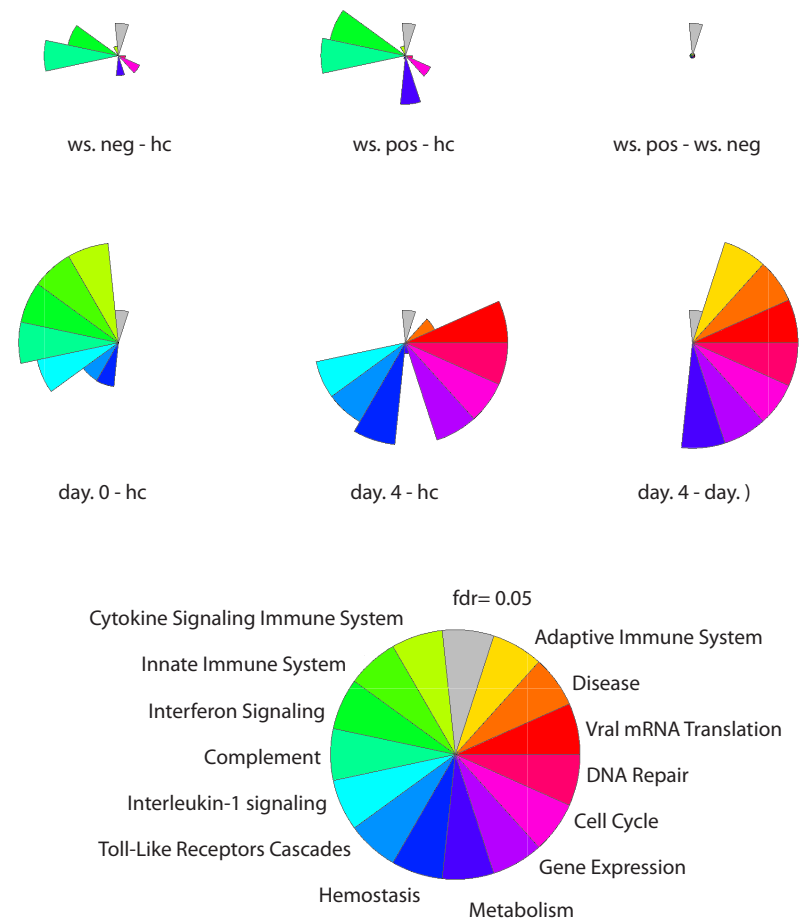 ws. neg - hc
ws. pos - hc
ws. pos - ws. neg
day. 0 - hc
day. 4 - hc
day. 4 - day. )
fdr= 0.05
Cytokine Signaling Immune System
Adaptive Immune System
Innate Immune System
Disease
Interferon Signaling
Vral mRNA Translation
Complement
DNA Repair
Interleukin-1 signaling
Cell Cycle
Toll-Like Receptors Cascades
Gene Expression
Hemostasis
Metabolism